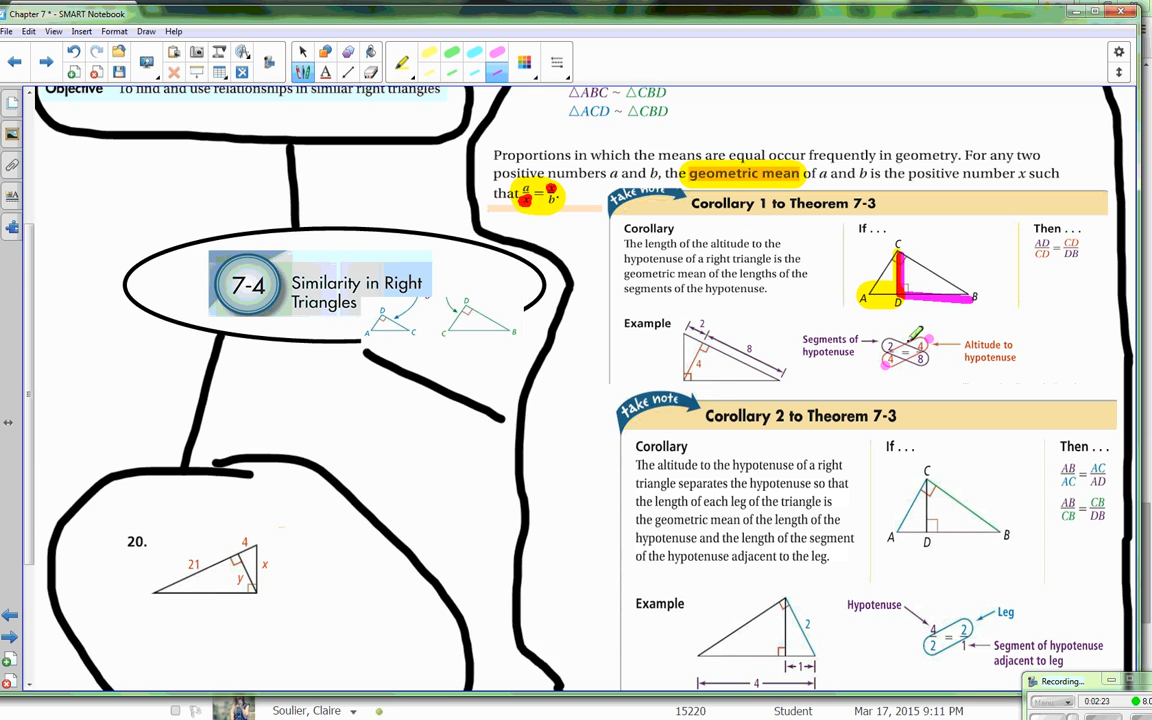 Chapter 7 * - SMART Notebook
File Edit View Insert Format Draw Help
Objective To find and use relationships in similar right triangles
△ABC ~ △CBD
△ACD ~ △CBD
Proportions in which the means are equal occur frequently in geometry. For any two
positive numbers a and b, the geometric mean of a and b is the positive number x such
that a/x = x/b.
take note
Corollary 1 to Theorem 7-3
Corollary
The length of the altitude to the
hypotenuse of a right triangle is the
geometric mean of the lengths of the
segments of the hypotenuse.
If . . .
C
A D B
Then . . .
AD/CD = CD/DB
Example
2
8
4
Segments of
hypotenuse
2/4 = 4/8
Altitude to
hypotenuse
7-4
Similarity in Right
Triangles
D
A C
D
C B
take note
Corollary 2 to Theorem 7-3
Corollary
The altitude to the hypotenuse of a right
triangle separates the hypotenuse so that
the length of each leg of the triangle is
the geometric mean of the length of the
hypotenuse and the length of the segment
of the hypotenuse adjacent to the leg.
If . . .
C
A D B
Then . . .
AB/AC = AC/AD
AB/CB = CB/DB
Example
2
1
4
Hypotenuse
4/2 = 2/1
Leg
Segment of hypotenuse
adjacent to leg
20.
4
21
x
y
Recording...
Menu
0:02:23
Soulier, Claire
15220
Student
Mar 17, 2015 9:11 PM